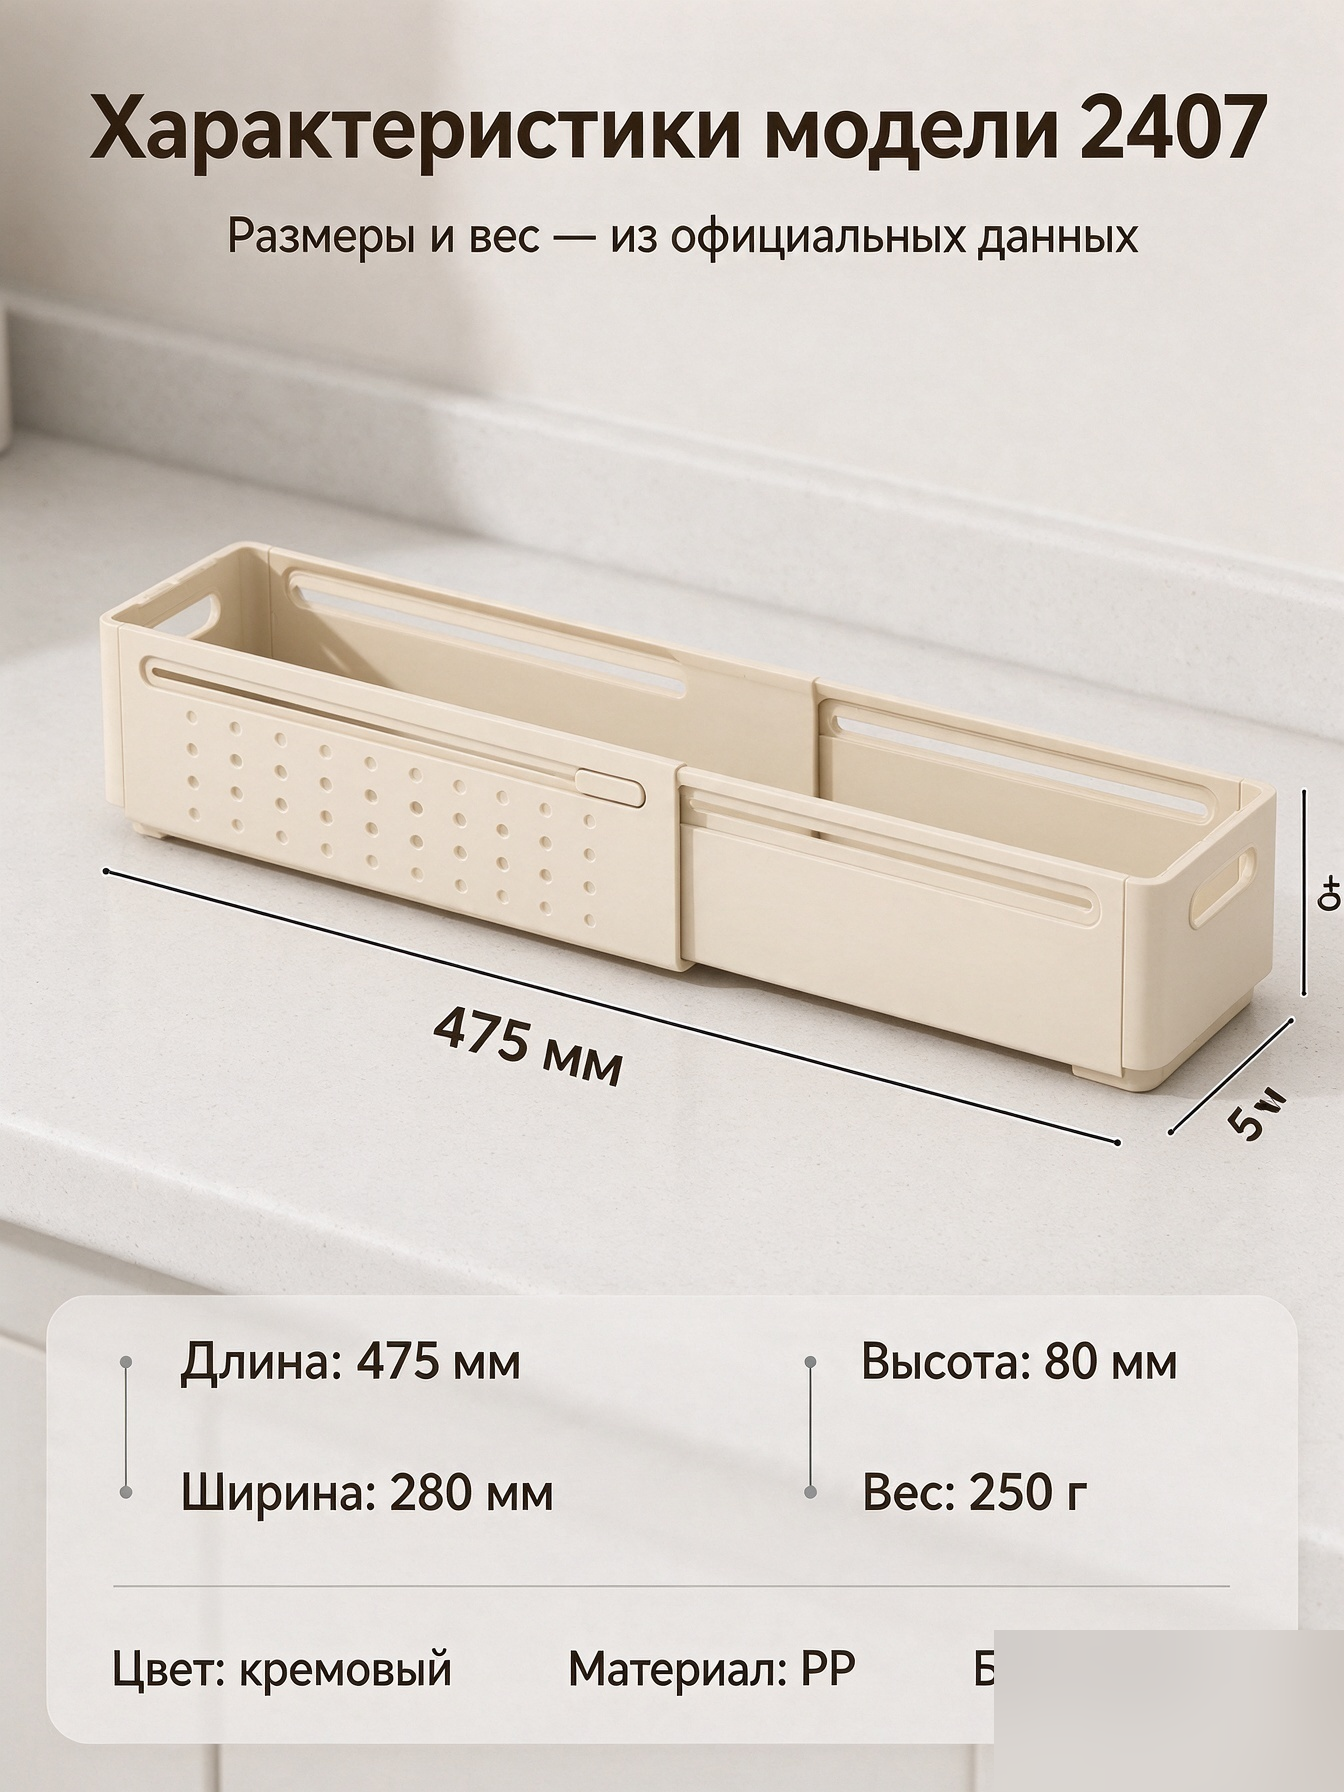 Характеристики модели 2407
Размеры и вес — из официальных данных
475 мм
Длина: 475 мм
Высота: 80 мм
Ширина: 280 мм
Вес: 250 г
Цвет: кремовый
Материал: PP